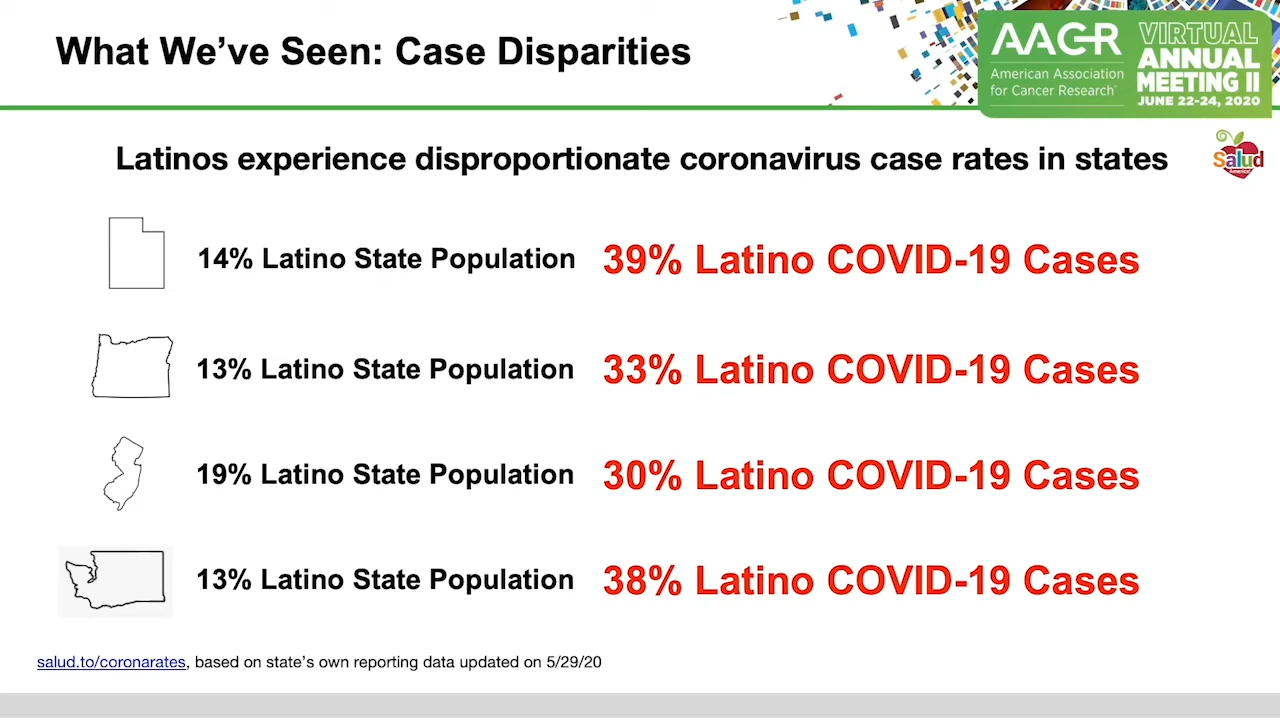 What We’ve Seen: Case Disparities
AACR
American Association
for Cancer Research™
VIRTUAL
ANNUAL
MEETING II
JUNE 22-24, 2020
Latinos experience disproportionate coronavirus case rates in states
Salud
America!
14% Latino State Population 39% Latino COVID-19 Cases
13% Latino State Population 33% Latino COVID-19 Cases
19% Latino State Population 30% Latino COVID-19 Cases
13% Latino State Population 38% Latino COVID-19 Cases
salud.to/coronarates, based on state’s own reporting data updated on 5/29/20